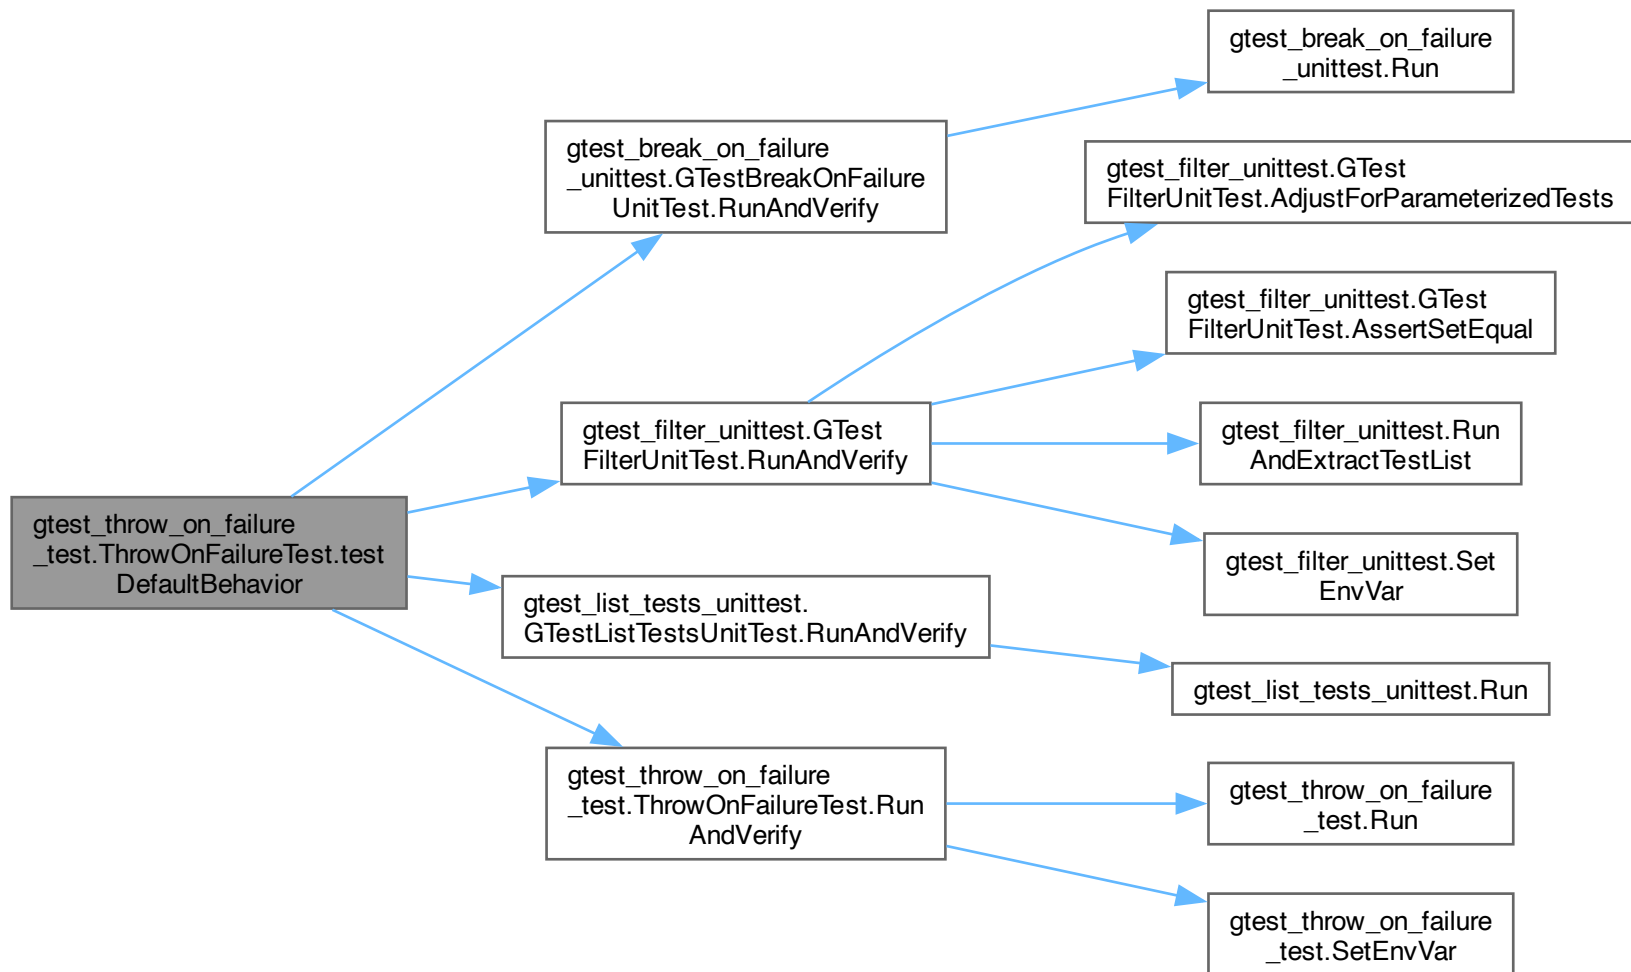 gtest_throw_on_failure
_test.ThrowOnFailureTest.test
DefaultBehavior
gtest_break_on_failure
_unittest.GTestBreakOnFailure
UnitTest.RunAndVerify
gtest_break_on_failure
_unittest.Run
gtest_filter_unittest.GTest
FilterUnitTest.RunAndVerify
gtest_filter_unittest.GTest
FilterUnitTest.AdjustForParameterizedTests
gtest_filter_unittest.GTest
FilterUnitTest.AssertSetEqual
gtest_filter_unittest.Run
AndExtractTestList
gtest_filter_unittest.Set
EnvVar
gtest_list_tests_unittest.
GTestListTestsUnitTest.RunAndVerify
gtest_list_tests_unittest.Run
gtest_throw_on_failure
_test.ThrowOnFailureTest.Run
AndVerify
gtest_throw_on_failure
_test.Run
gtest_throw_on_failure
_test.SetEnvVar